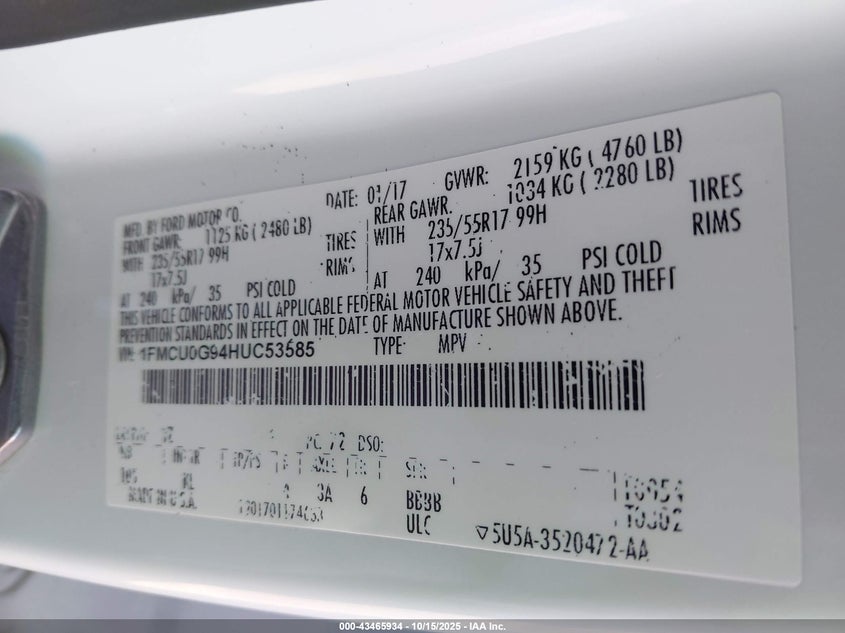 MFD. BY FORD MOTOR CO.
DATE: 01/17 GVWR: 2159 KG ( 4760 LB)
FRONT GAWR: 1125 KG ( 2480 LB)
REAR GAWR: 1034 KG ( 2280 LB)
WITH 235/55R17 99H TIRES
WITH 235/55R17 99H TIRES
17x7.5J RIMS
17x7.5J RIMS
AT 240 kPa/ 35 PSI COLD
AT 240 kPa/ 35 PSI COLD
THIS VEHICLE CONFORMS TO ALL APPLICABLE FEDERAL MOTOR VEHICLE SAFETY AND THEFT
PREVENTION STANDARDS IN EFFECT ON THE DATE OF MANUFACTURE SHOWN ABOVE.
VIN: 1FMCU0G94HUC53585 TYPE: MPV
DSO:
3A 6 BBBB
MADE IN U.S.A. ULC
5U5A-3520472-AA
000-43465934 - 10/15/2025 - IAA Inc.